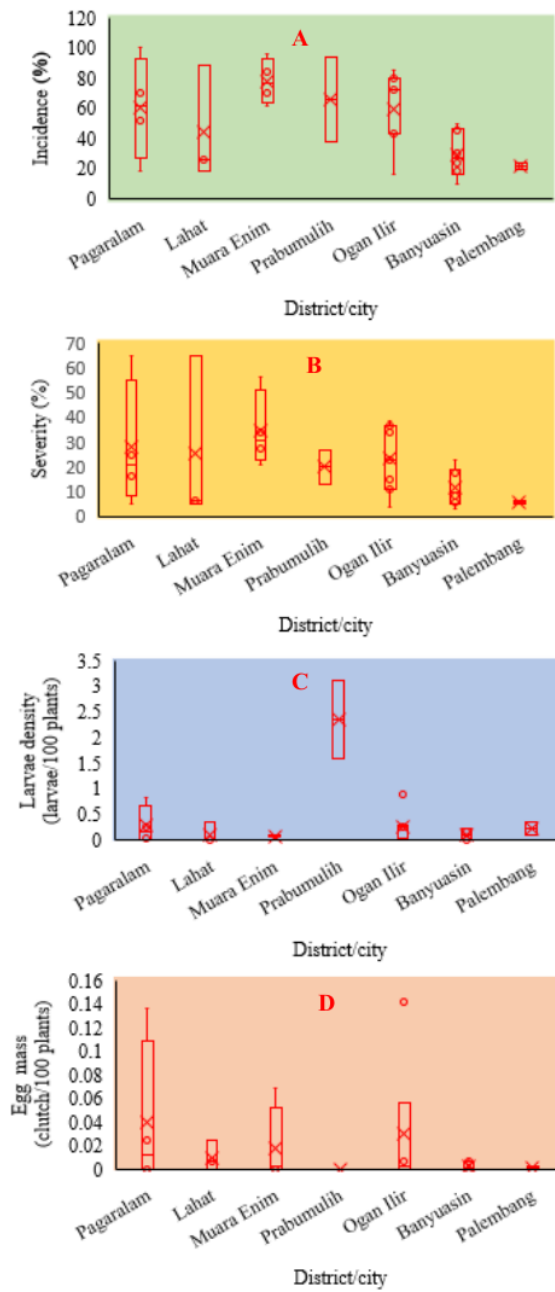 A
120
100
80
60
40
20
0
Incidence (%)
Pagaralam
Lahat
Muara Enim
Prabumulih
Ogan Ilir
Banyuasin
Palembang
District/city
B
70
60
50
40
30
20
10
0
Severity (%)
Pagaralam
Lahat
Muara Enim
Prabumulih
Ogan Ilir
Banyuasin
Palembang
District/city
C
3.5
3
2.5
2
1.5
1
0.5
0
Larvae density
(larvae/100 plants)
Pagaralam
Lahat
Muara Enim
Prabumulih
Ogan Ilir
Banyuasin
Palembang
District/city
D
0.16
0.14
0.12
0.1
0.08
0.06
0.04
0.02
0
Egg mass
(clutch/100 plants)
Pagaralam
Lahat
Muara Enim
Prabumulih
Ogan Ilir
Banyuasin
Palembang
District/city